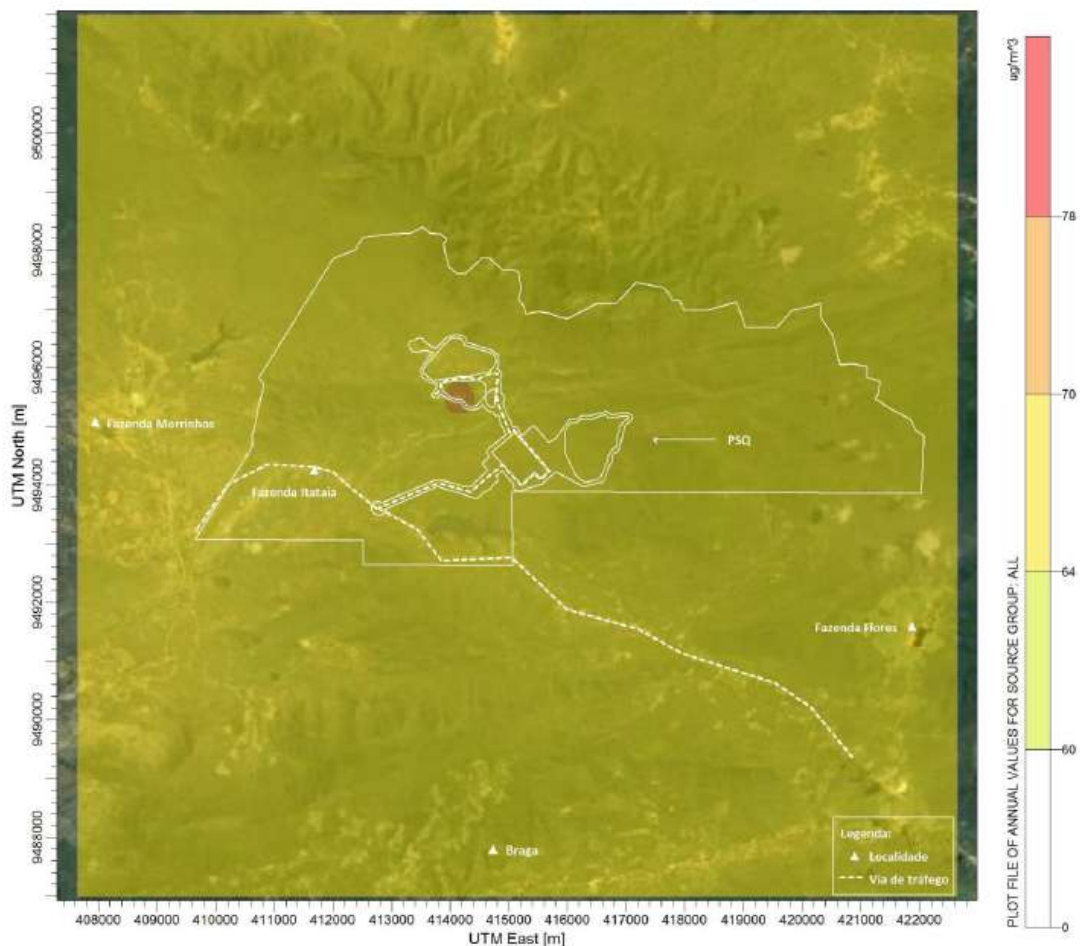 ug/m^3
78
70
64
60
0
PLOT FILE OF ANNUAL VALUES FOR SOURCE GROUP: ALL
UTM North [m]
9600000
9498000
9496000
9494000
9492000
9490000
9488000
Fazenda Morrinhos
PSQ
Fazenda Itataia
Fazenda Flores
Braga
Legenda:
Localidade
Via de tráfego
408000 409000 410000 411000 412000 413000 414000 415000 416000 417000 418000 419000 420000 421000 422000
UTM East [m]